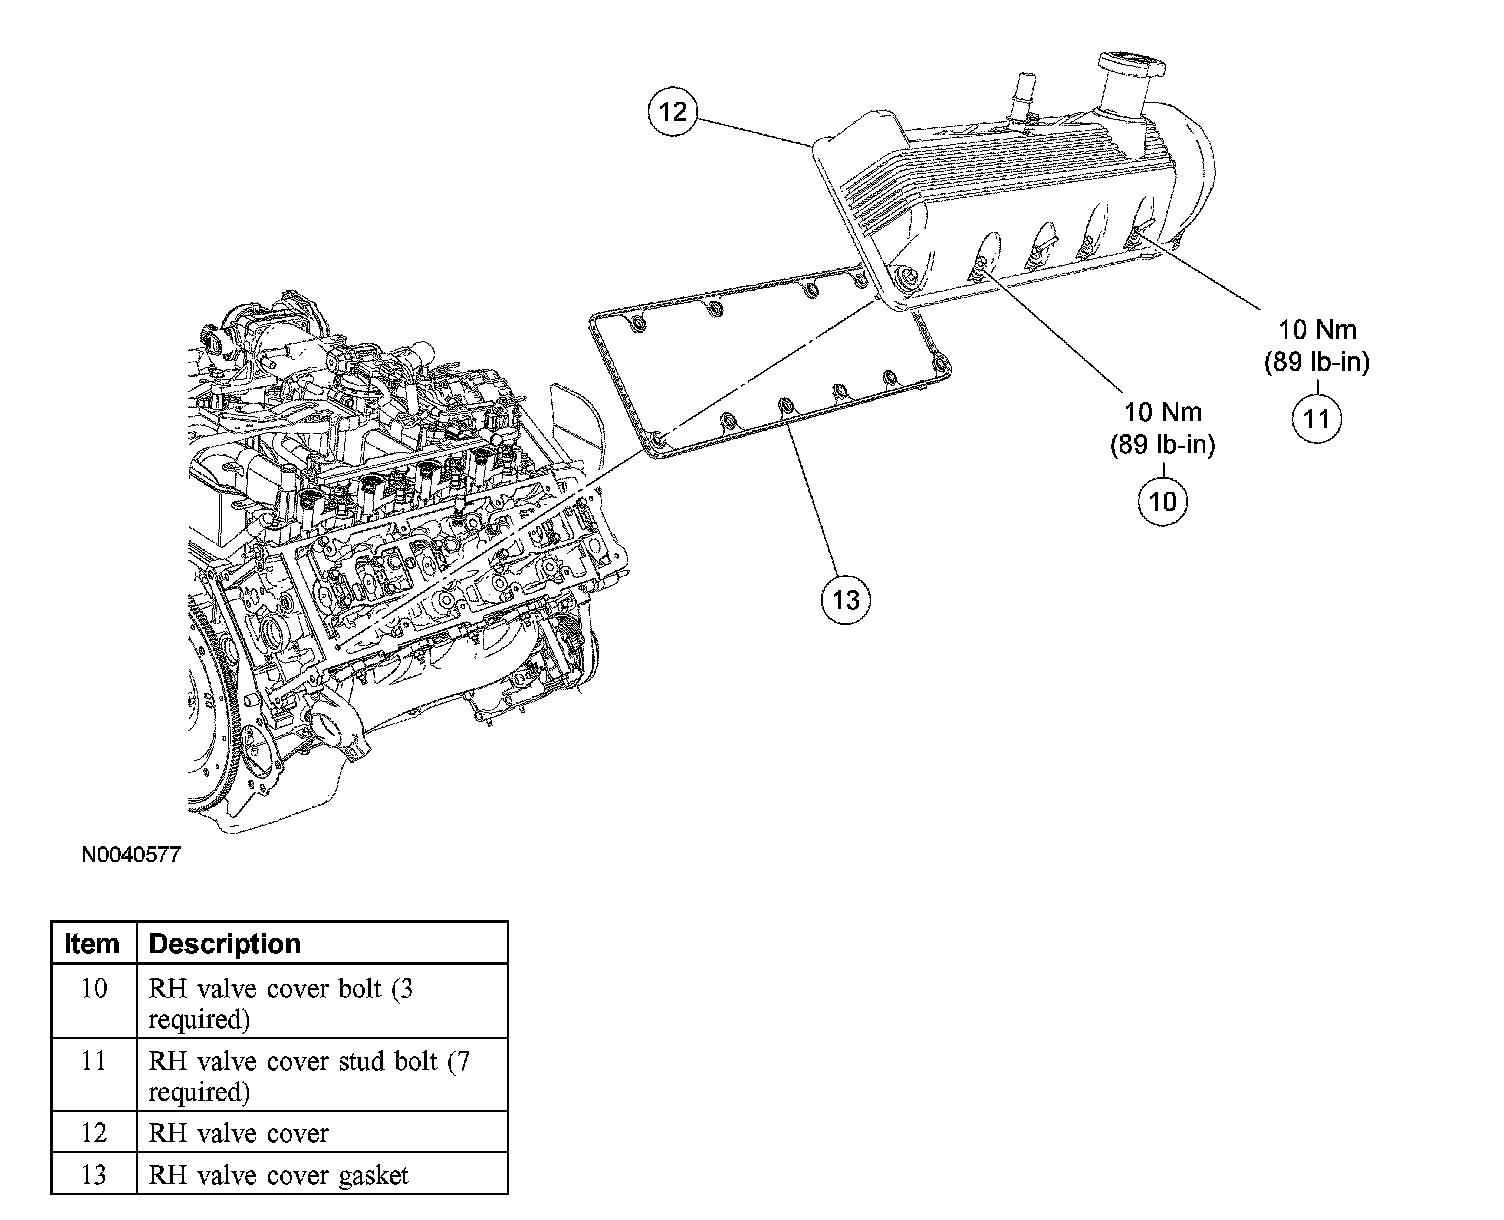 12
10 Nm
(89 lb-in)
11
10 Nm
(89 lb-in)
10
13
N0040577
Item Description
10 RH valve cover bolt (3
required)
11 RH valve cover stud bolt (7
required)
12 RH valve cover
13 RH valve cover gasket